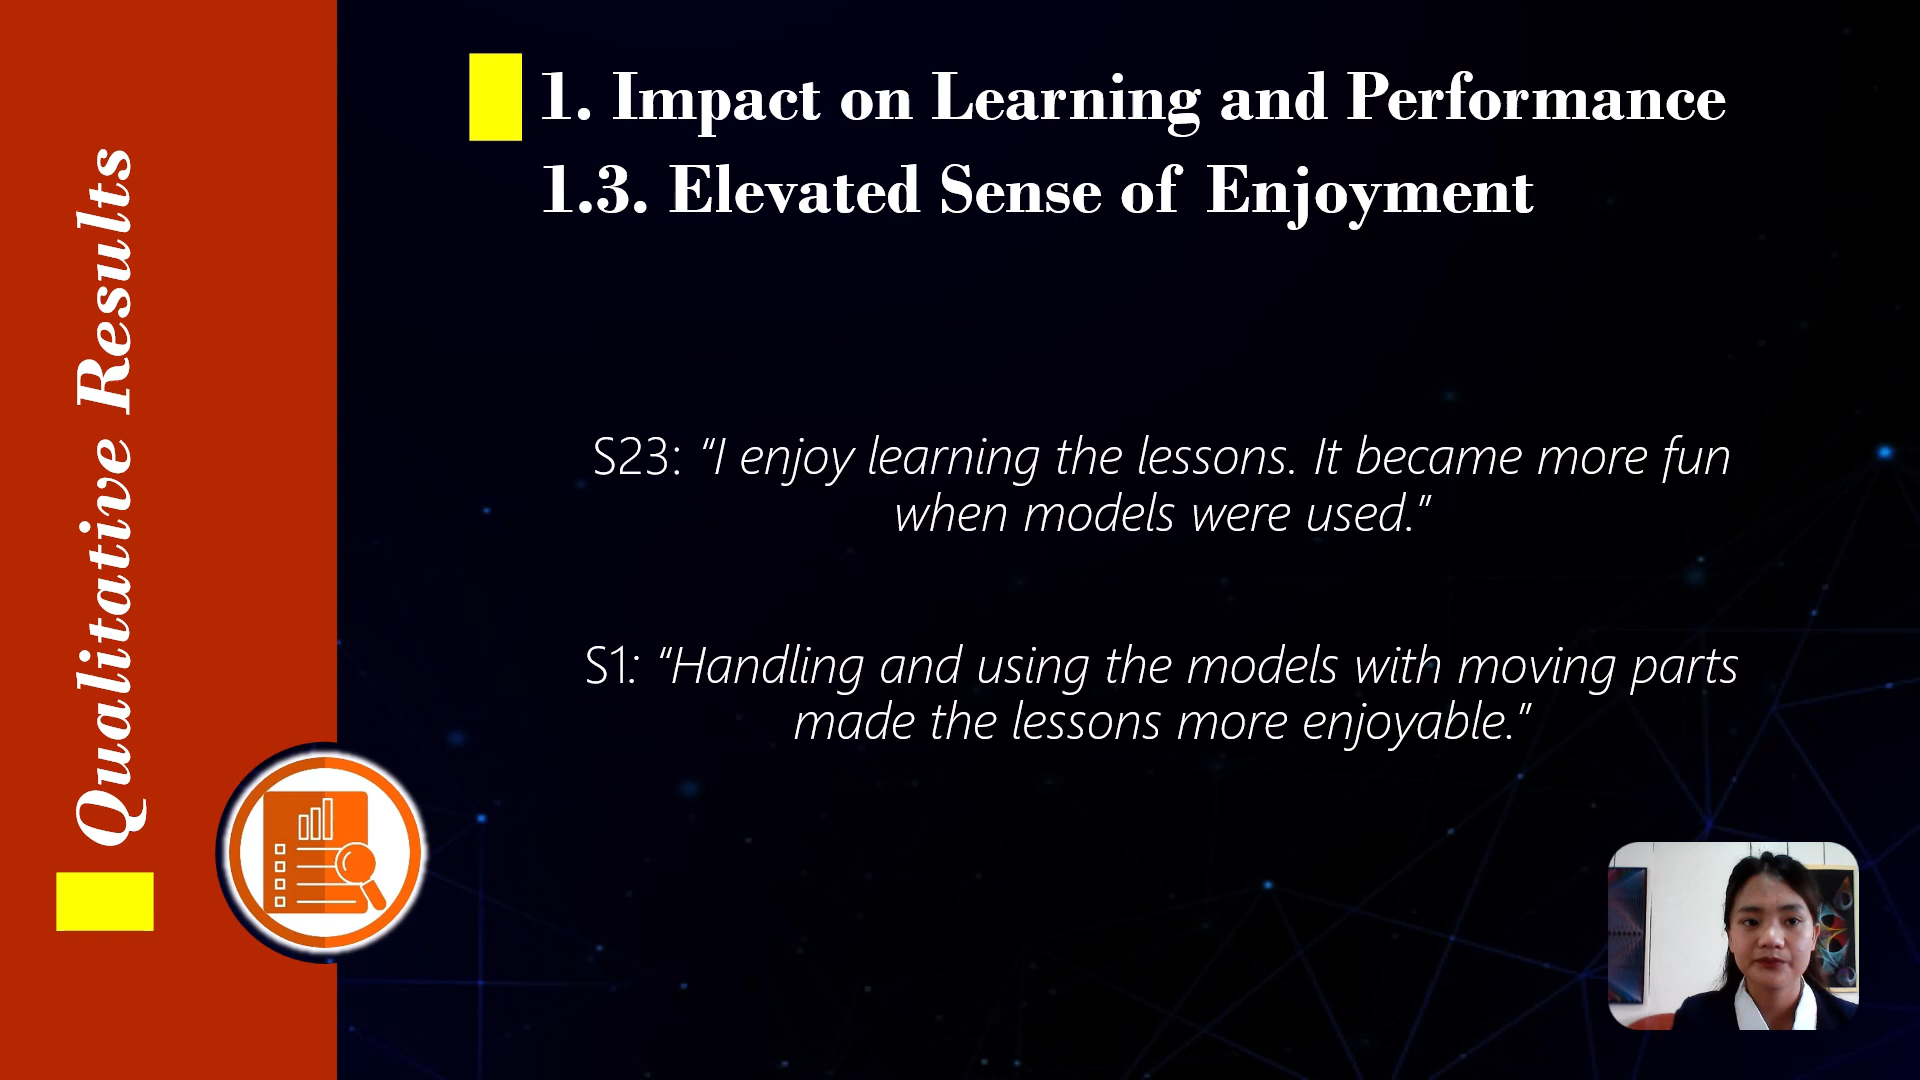 Qualitative Results
1. Impact on Learning and Performance
1.3. Elevated Sense of Enjoyment
S23: “I enjoy learning the lessons. It became more fun
when models were used.”
S1: “Handling and using the models with moving parts
made the lessons more enjoyable.”